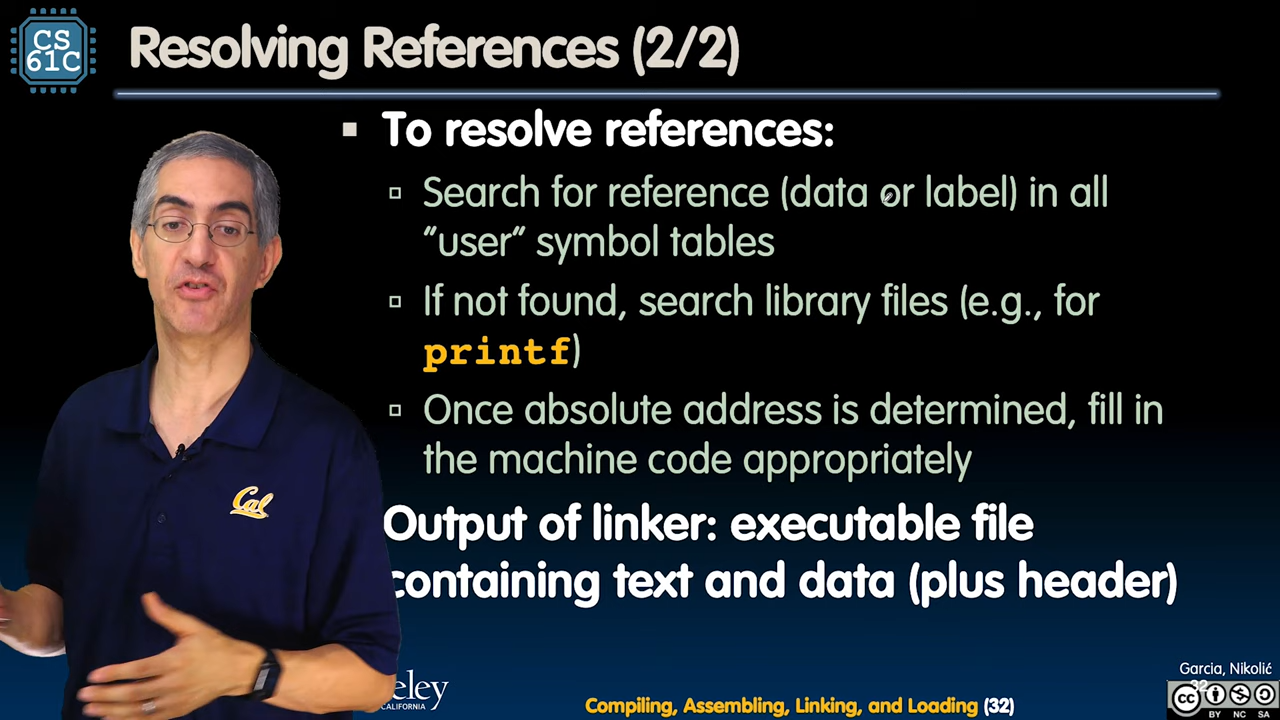 CS
61C
Resolving References (2/2)
To resolve references:
Search for reference (data or label) in all
"user" symbol tables
If not found, search library files (e.g., for
printf)
Once absolute address is determined, fill in
the machine code appropriately
Output of linker: executable file
containing text and data (plus header)
Cal
eley
CALIFORNIA
Compiling, Assembling, Linking, and Loading (32)
Garcia, Nikolić
32
cc
BY NC SA